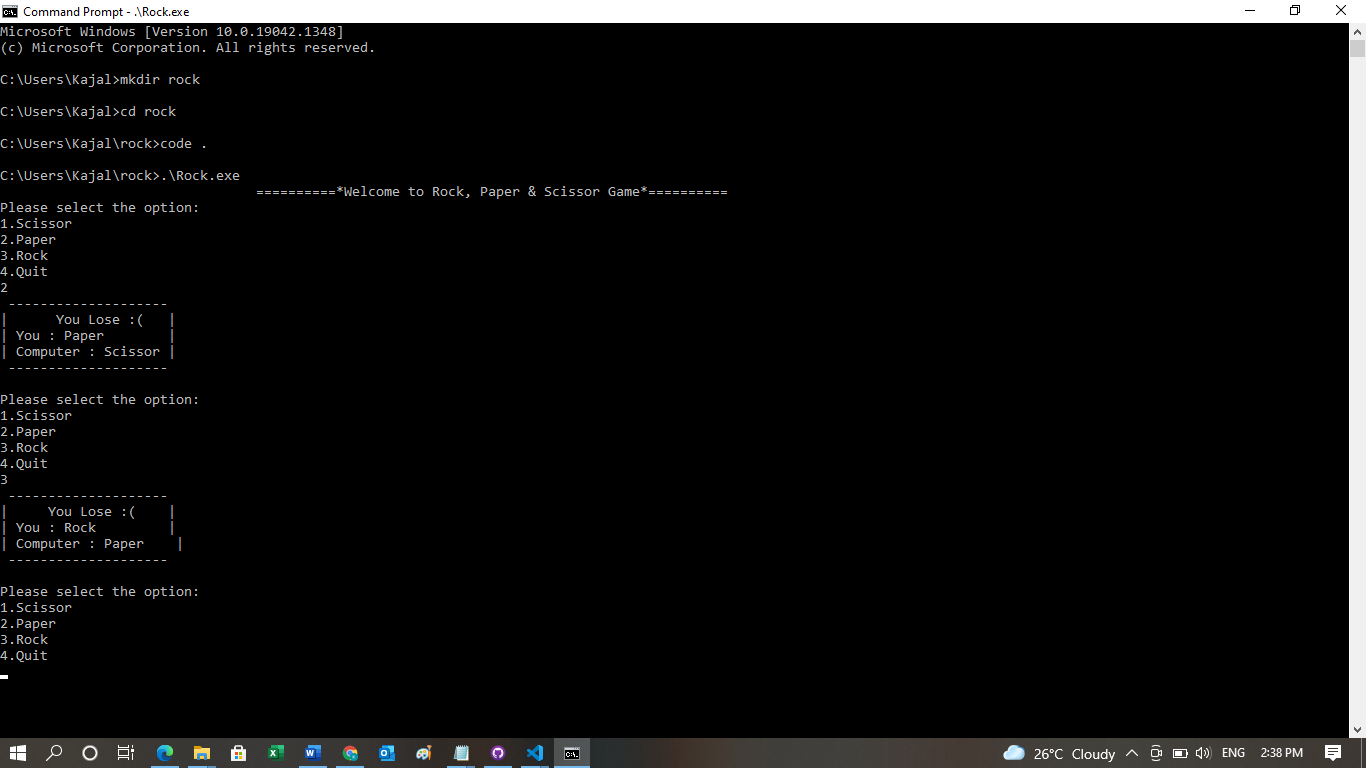 Command Prompt - .\Rock.exe
Microsoft Windows [Version 10.0.19042.1348]
(c) Microsoft Corporation. All rights reserved.
C:\Users\Kajal>mkdir rock
C:\Users\Kajal>cd rock
C:\Users\Kajal\rock>code .
C:\Users\Kajal\rock>.\Rock.exe
==========*Welcome to Rock, Paper & Scissor Game*==========
Please select the option:
1.Scissor
2.Paper
3.Rock
4.Quit
2
--------------------
|      You Lose :(   |
| You : Paper        |
| Computer : Scissor |
--------------------
Please select the option:
1.Scissor
2.Paper
3.Rock
4.Quit
3
--------------------
|     You Lose :(    |
| You : Rock         |
| Computer : Paper    |
--------------------
Please select the option:
1.Scissor
2.Paper
3.Rock
4.Quit
26°C Cloudy ENG 2:38 PM